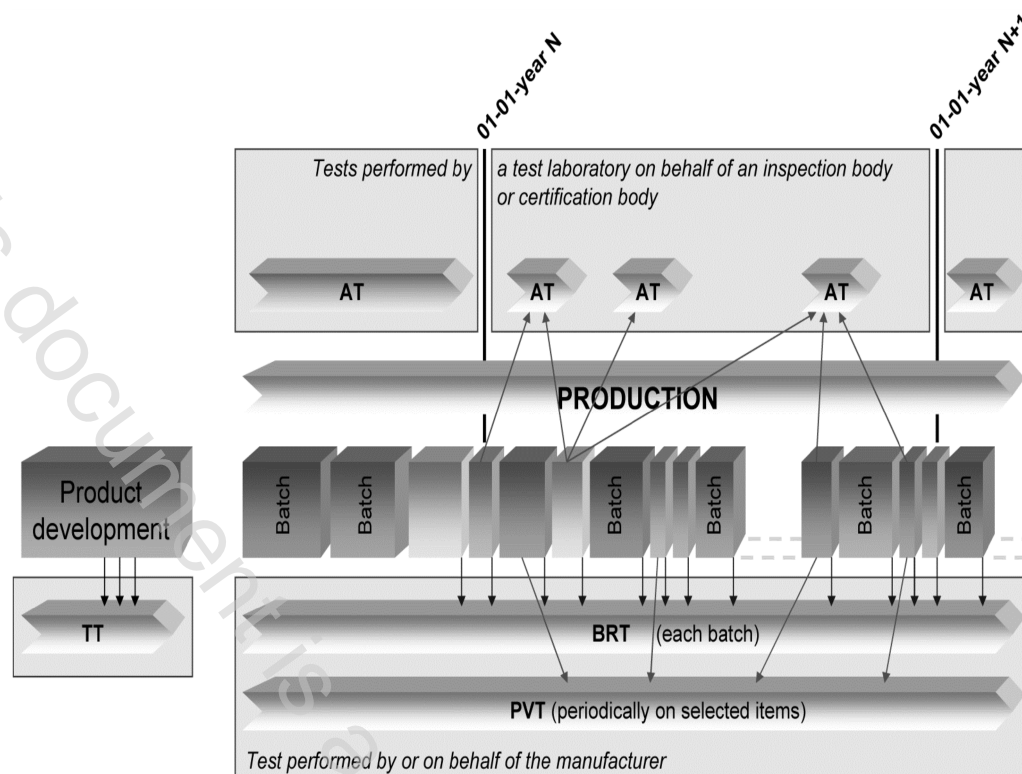 01-01-year N
01-01-year N+1
Tests performed by
a test laboratory on behalf of an inspection body
or certification body
AT
AT
AT
AT
AT
PRODUCTION
Product
development
Batch
Batch
Batch
Batch
Batch
Batch
TT
BRT (each batch)
PVT (periodically on selected items)
Test performed by or on behalf of the manufacturer
document is a